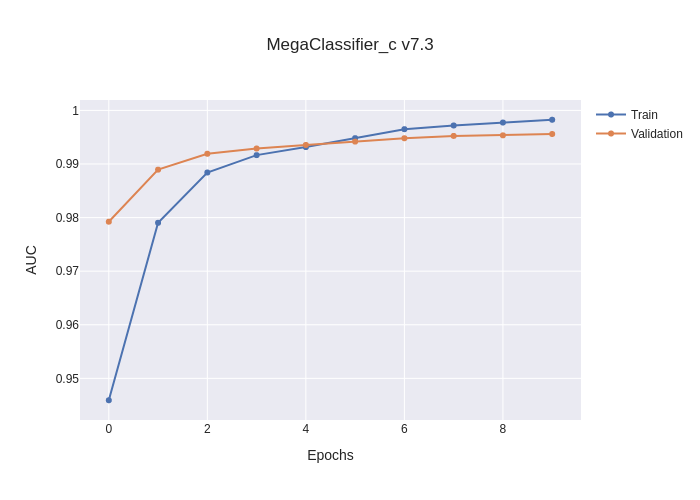 MegaClassifier_c v7.3
1
0.99
0.98
0.97
0.96
0.95
AUC
0 2 4 6 8
Epochs
Train
Validation